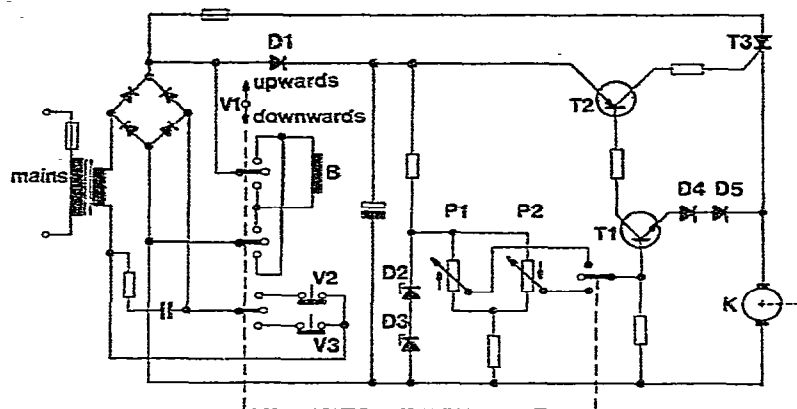 D1
T3
upwards
V1
downwards
T2
mains
B
P1
P2
D4 D5
T1
V2
D2
K
D3
V3